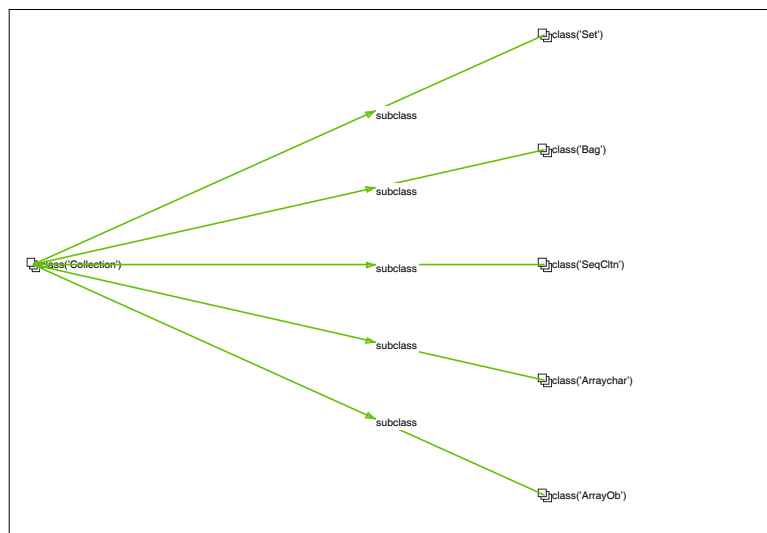 class('Set')
subclass
class('Bag')
subclass
class('Collection')
subclass
class('SeqCltn')
subclass
class('Arraychar')
subclass
class('ArrayOb')